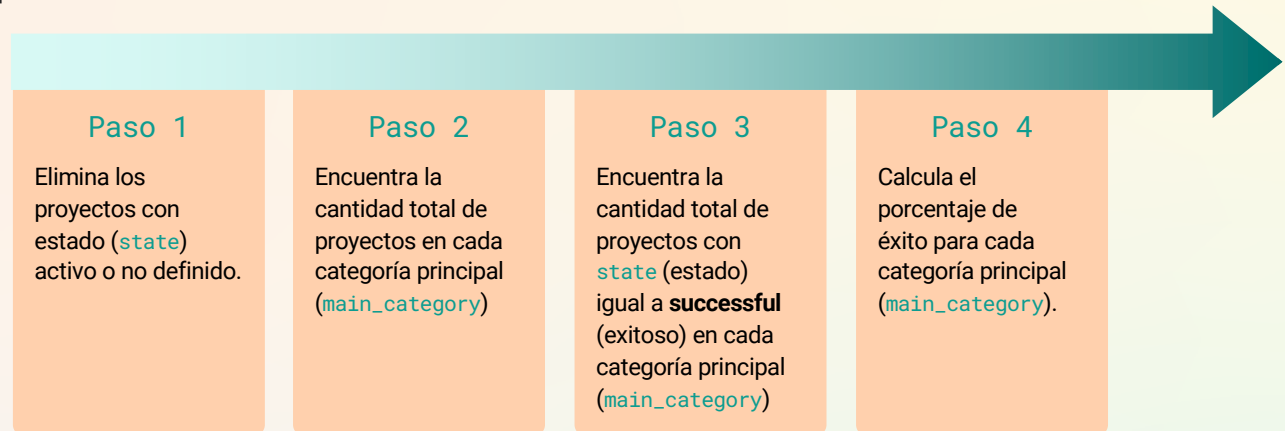 Paso 1
Elimina los
proyectos con
estado (state)
activo o no definido.
Paso 2
Encuentra la
cantidad total de
proyectos en cada
categoría principal
(main_category)
Paso 3
Encuentra la
cantidad total de
proyectos con
state (estado)
igual a successful
(exitoso) en cada
categoría principal
(main_category)
Paso 4
Calcula el
porcentaje de
éxito para cada
categoría principal
(main_category).